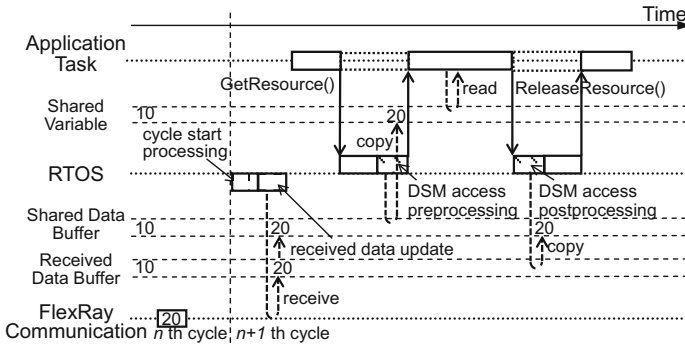 Time
Application
Task
GetResource()
read
ReleaseResource()
Shared
Variable
10
20
copy
cycle start
processing
RTOS
DSM access
preprocessing
DSM access
postprocessing
Shared Data
Buffer
10
20
received data update
20
copy
Received
Data Buffer
10
20
receive
FlexRay
Communication
20
n th cycle
n+1 th cycle